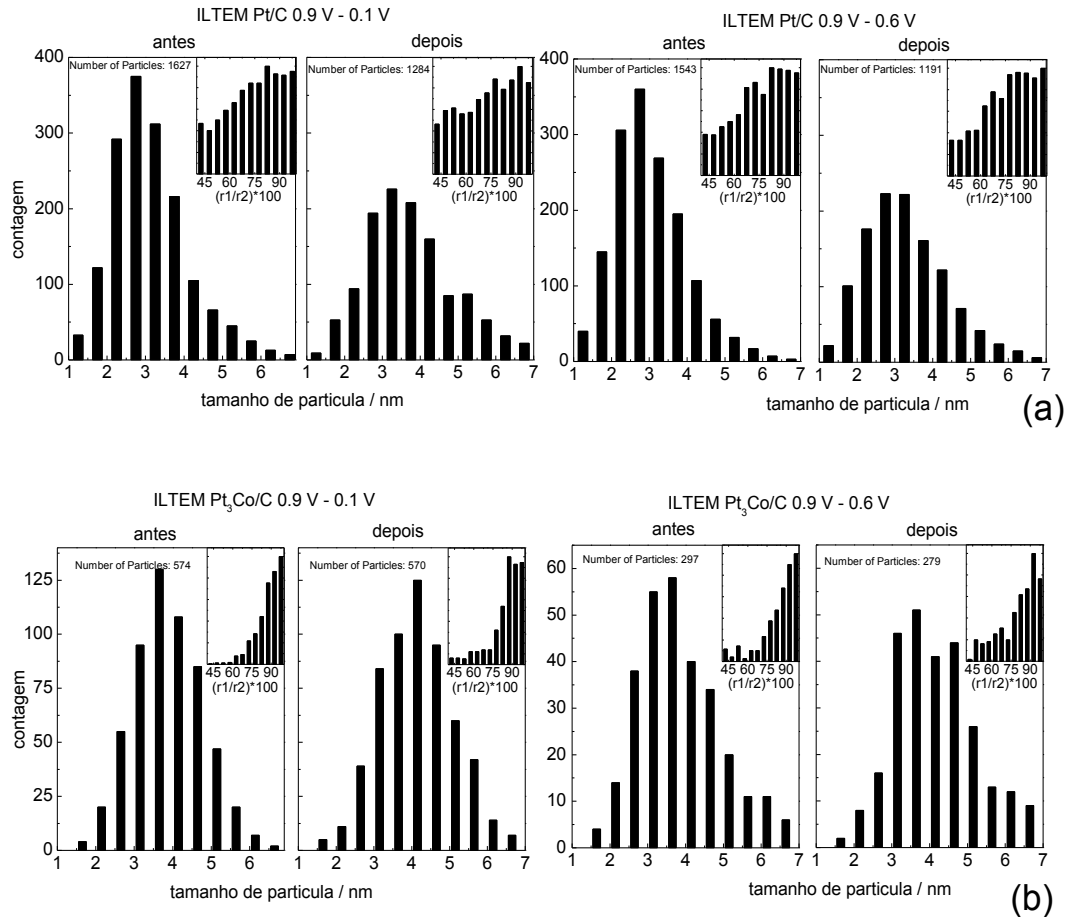 ILTEM Pt/C 0.9 V - 0.1 V
antes
depois
Number of Particles: 1627
Number of Particles: 1284
400
300
200
100
0
contagem
45 60 75 90
(r1/r2)*100
45 60 75 90
(r1/r2)*100
1 2 3 4 5 6 1 2 3 4 5 6 7
tamanho de particula / nm
ILTEM Pt/C 0.9 V - 0.6 V
antes
depois
Number of Particles: 1543
Number of Particles: 1191
400
300
200
100
0
45 60 75 90
(r1/r2)*100
45 60 75 90
(r1/r2)*100
1 2 3 4 5 6 1 2 3 4 5 6 7
tamanho de particula / nm
(a)
ILTEM Pt3Co/C 0.9 V - 0.1 V
antes
depois
Number of Particles: 574
Number of Particles: 570
125
100
75
50
25
0
contagem
45 60 75 90
(r1/r2)*100
45 60 75 90
(r1/r2)*100
1 2 3 4 5 6 1 2 3 4 5 6 7
tamanho de particula / nm
ILTEM Pt3Co/C 0.9 V - 0.6 V
antes
depois
Number of Particles: 297
Number of Particles: 279
60
50
40
30
20
10
0
45 60 75 90
(r1/r2)*100
45 60 75 90
(r1/r2)*100
1 2 3 4 5 6 1 2 3 4 5 6 7
tamanho de particula / nm
(b)